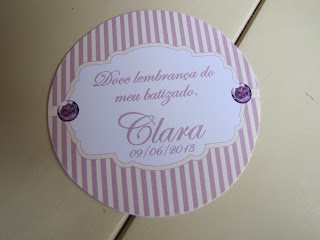 Doce lembrança do
meu batizado.
Clara
09/06/2013